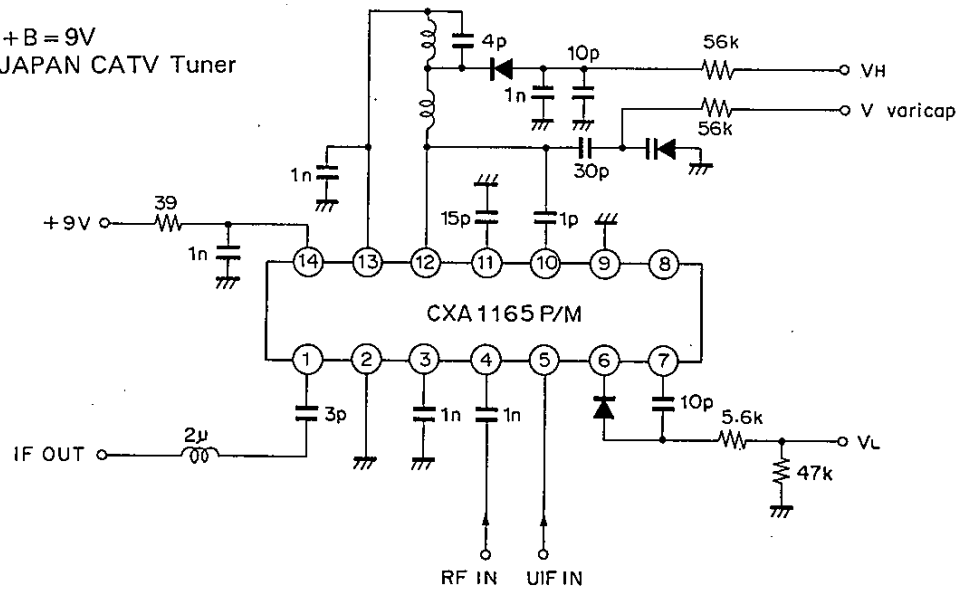 +B=9V
JAPAN CATV Tuner
4p
10p
56k
VH
1n
V varicap
56k
30p
1n
39
15p
1p
+9V
1n
14 13 12 11 10 9 8
CXA1165P/M
1 2 3 4 5 6 7
3p
1n
1n
10p
5.6k
2μ
IF OUT
VL
47k
RF IN
UIF IN